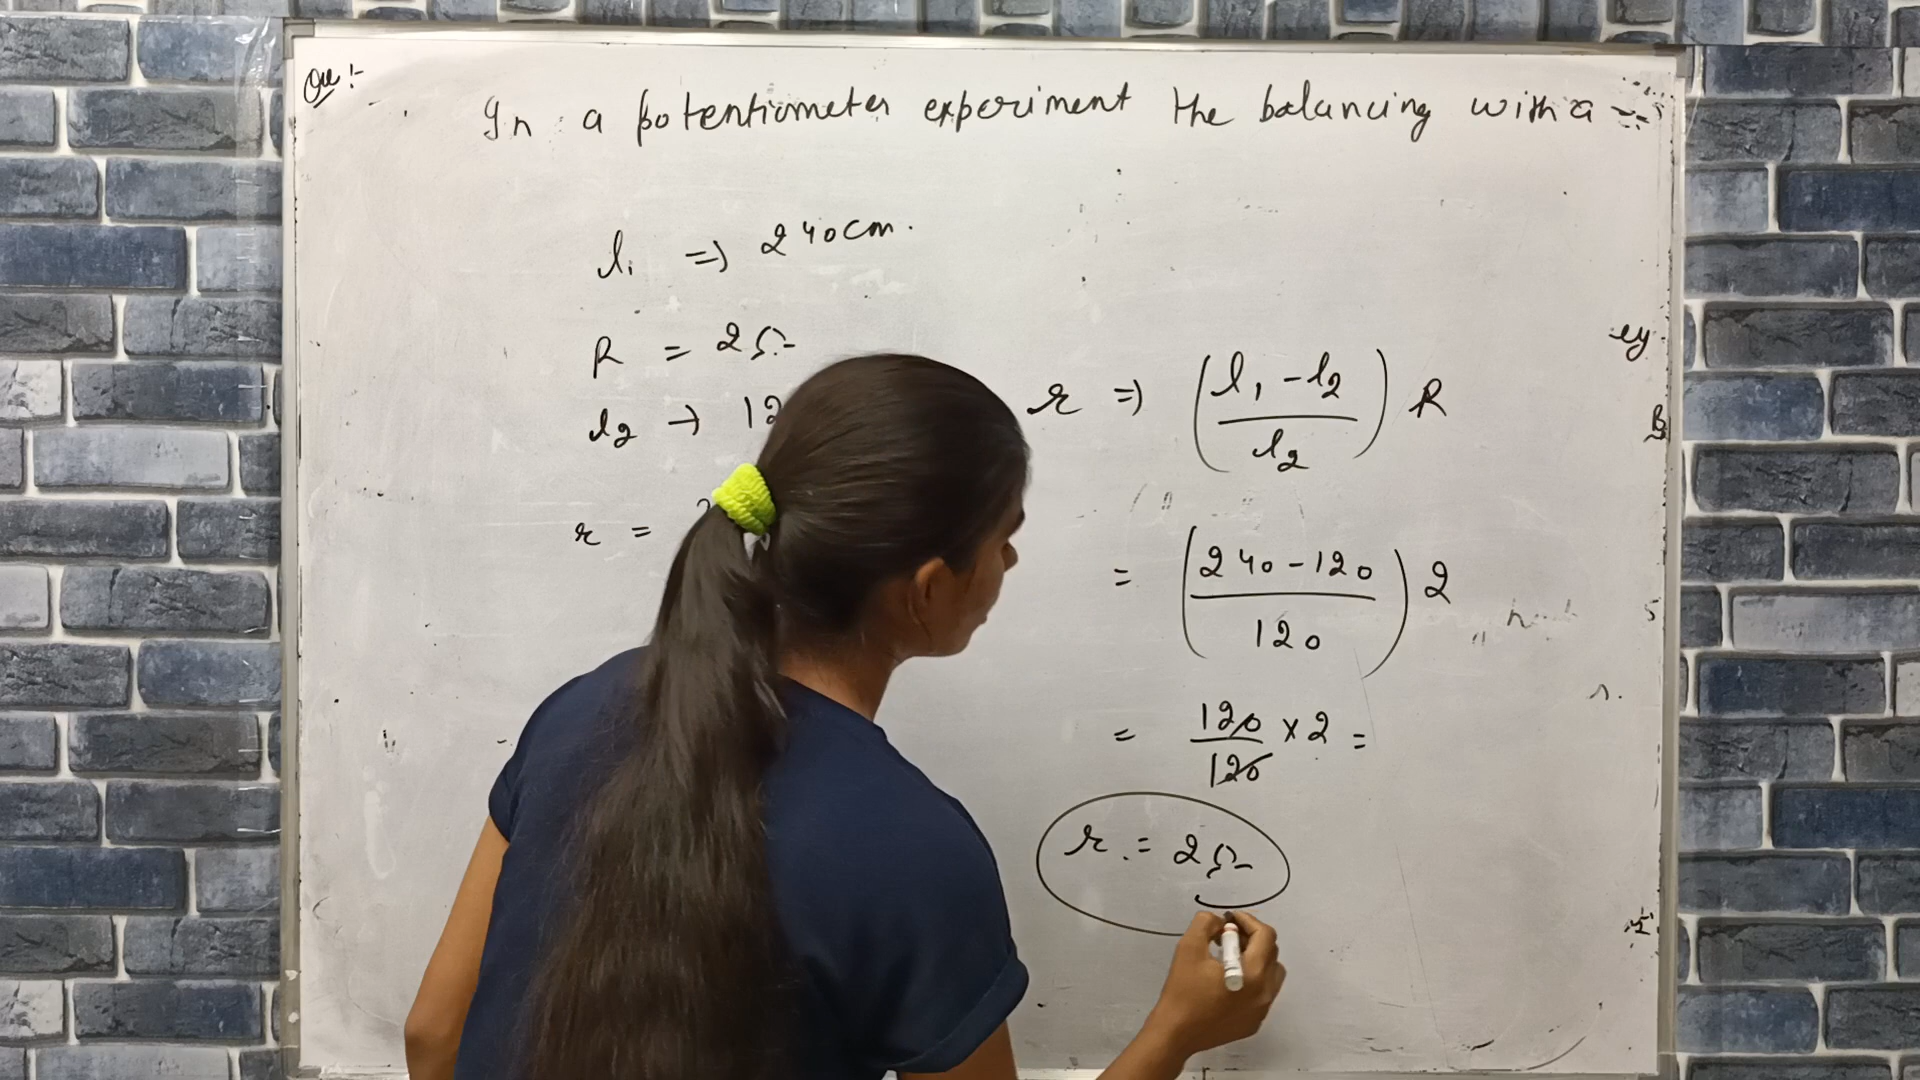 Que :-
In a potentiometer experiment the balancing with a ---
l₁ => 240cm.
R = 2Ω
l₂ → 12
r =
r => (l₁ - l₂ / l₂) R
= (240 - 120 / 120) 2
= 120/120 × 2 =
r = 2Ω